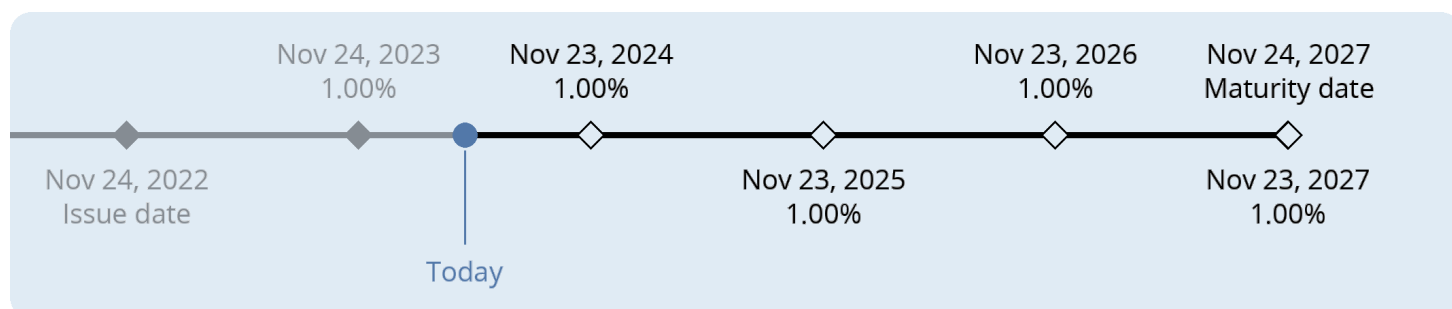 Nov 24, 2023
1.00%
Nov 23, 2024
1.00%
Nov 23, 2026
1.00%
Nov 24, 2027
Maturity date
Nov 24, 2022
Issue date
Nov 23, 2025
1.00%
Nov 23, 2027
1.00%
Today